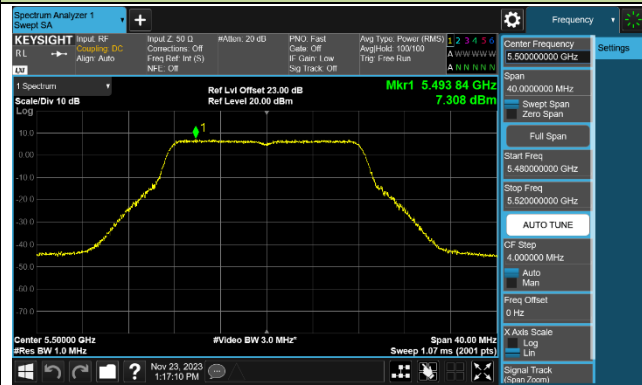 Spectrum Analyzer 1
Swept SA
Frequency
KEYSIGHT
RL
LXI
Input: RF
Coupling: DC
Align: Auto
Input Z: 50 Ω
Corrections: Off
Freq Ref: Int (S)
NFE: Off
#Atten: 20 dB
PNO: Fast
Gate: Off
IF Gain: Low
Sig Track: Off
Avg Type: Power (RMS)
Avg|Hold: 100/100
Trig: Free Run
1 2 3 4 5 6
A W W W W W
A N N N N N
1 Spectrum
Scale/Div 10 dB
Log
Ref Lvl Offset 23.00 dB
Ref Level 20.00 dBm
Mkr1 5.493 84 GHz
7.308 dBm
1
10.0
0.00
-10.0
-20.0
-30.0
-40.0
-50.0
-60.0
-70.0
Center 5.50000 GHz
#Res BW 1.0 MHz
#Video BW 3.0 MHz*
Span 40.00 MHz
Sweep 1.07 ms (2001 pts)
Nov 23, 2023
1:17:10 PM
Center Frequency
5.500000000 GHz
Settings
Span
40.0000000 MHz
Swept Span
Zero Span
Full Span
Start Freq
5.480000000 GHz
Stop Freq
5.520000000 GHz
AUTO TUNE
CF Step
4.000000 MHz
Auto
Man
Freq Offset
0 Hz
X Axis Scale
Log
Lin
Signal Track
(Span Zoom)